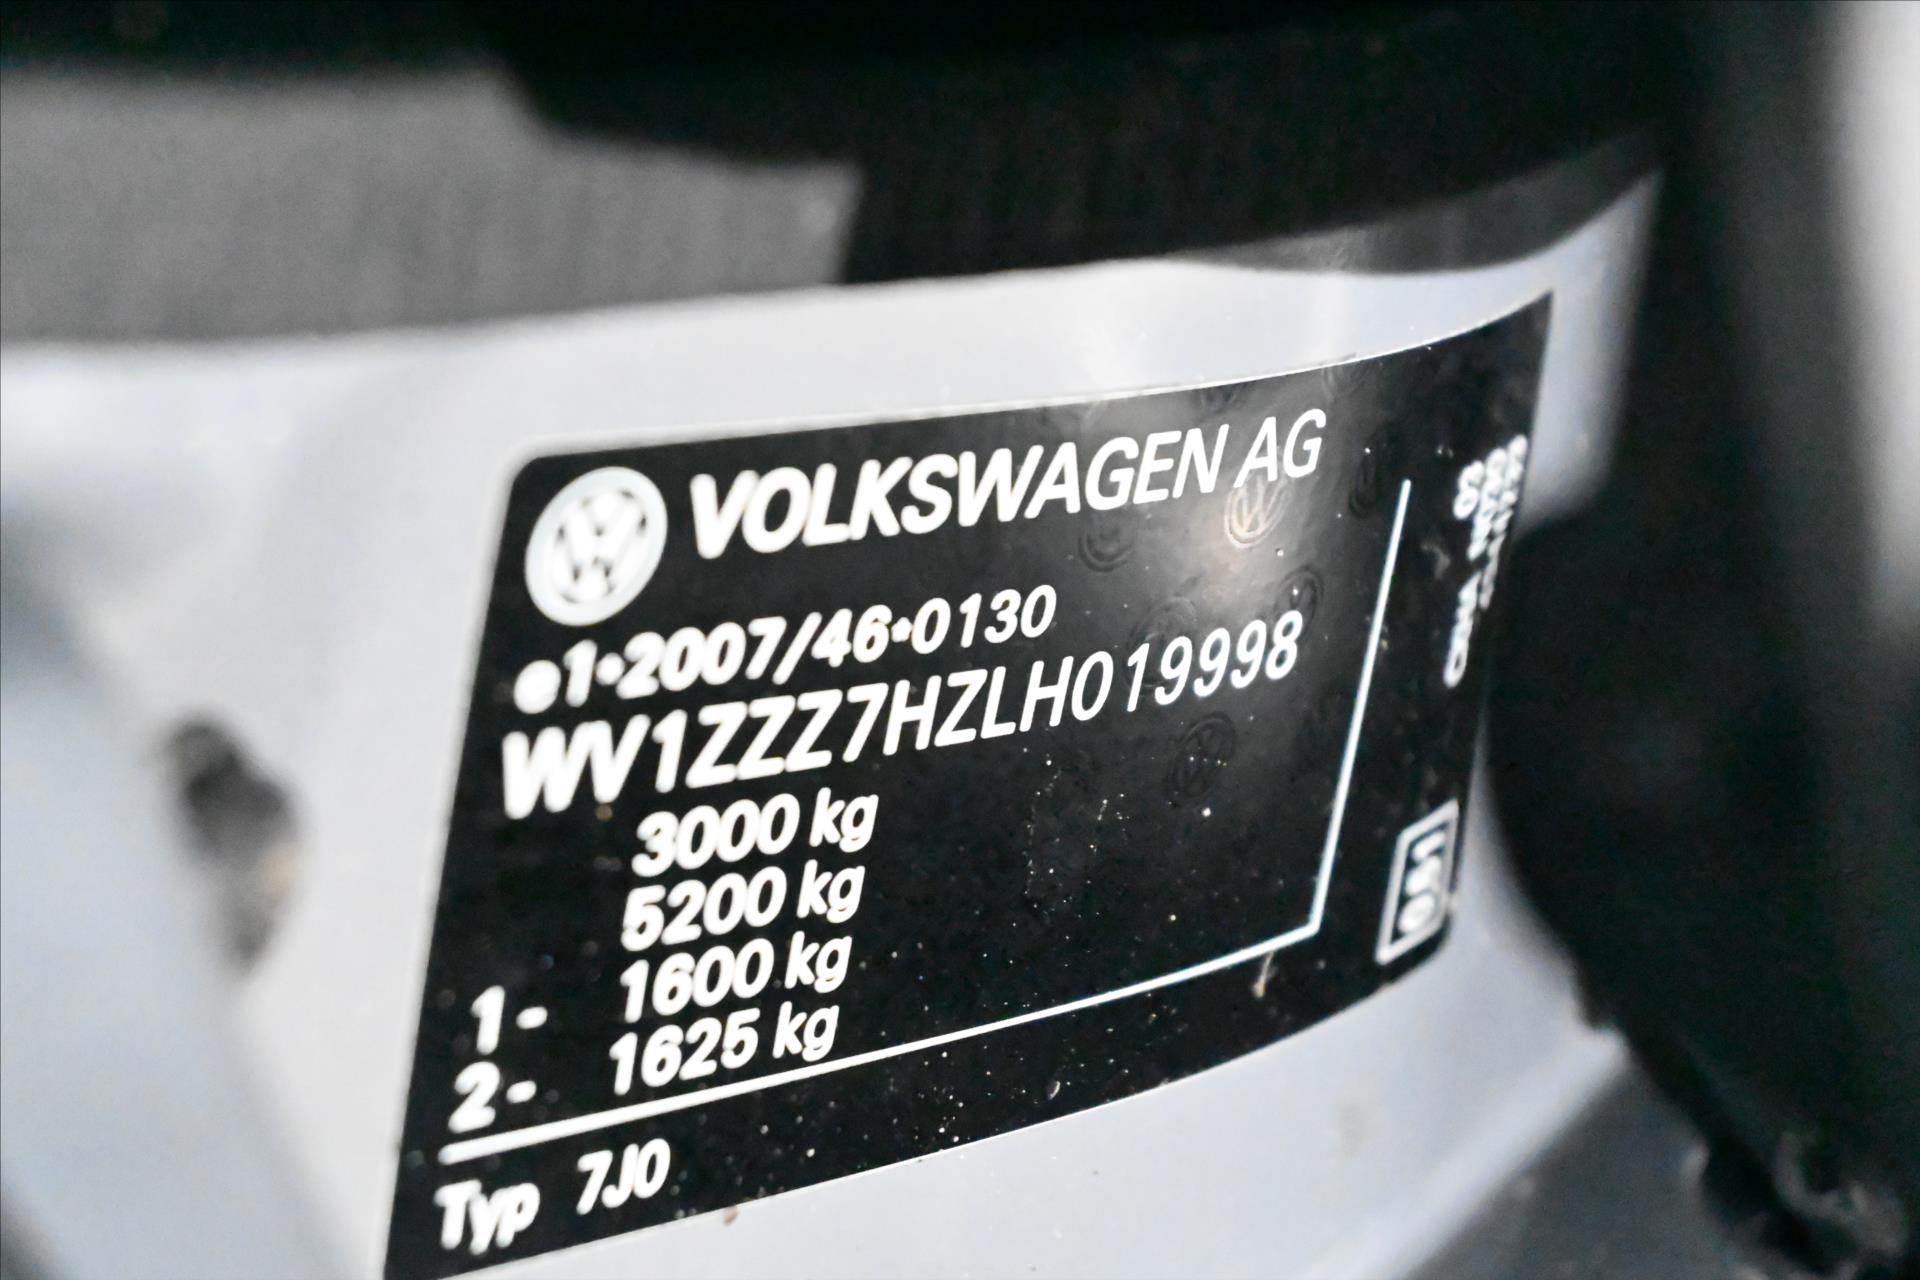 VOLKSWAGEN AG
e1*2007/46*0130
WV1ZZZ7HZLH019998
3000 kg
5200 kg
1- 1600 kg
2- 1625 kg
Typ 7J0